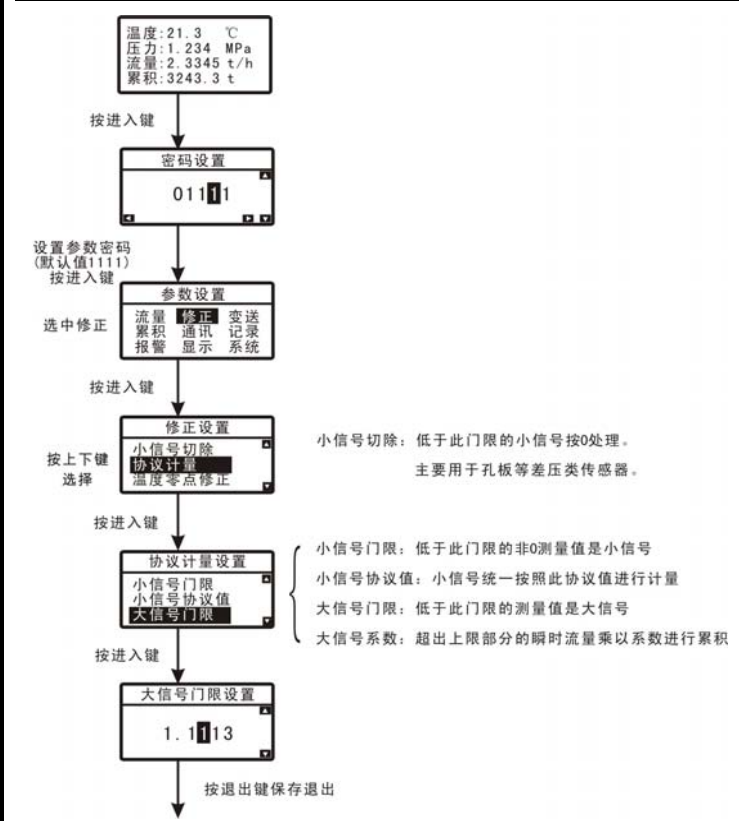 温度:21.3 ℃
压力:1.234 MPa
流量:2.3345 t/h
累积:3243.3 t
按进入键
密码设置
01111
设置参数密码
(默认值1111)
按进入键
参数设置
流量 修正 变送
累积 通讯 记录
报警 显示 系统
选中修正
按进入键
修正设置
小信号切除
协议计量
温度零点修正
按上下键
选择
小信号切除：低于此门限的小信号按0处理。
主要用于孔板等差压类传感器。
按进入键
协议计量设置
小信号门限
小信号协议值
大信号门限
小信号门限：低于此门限的非0测量值是小信号
小信号协议值：小信号统一按照此协议值进行计量
大信号门限：低于此门限的测量值是大信号
大信号系数：超出上限部分的瞬时流量乘以系数进行累积
按进入键
大信号门限设置
1.1113
按退出键保存退出